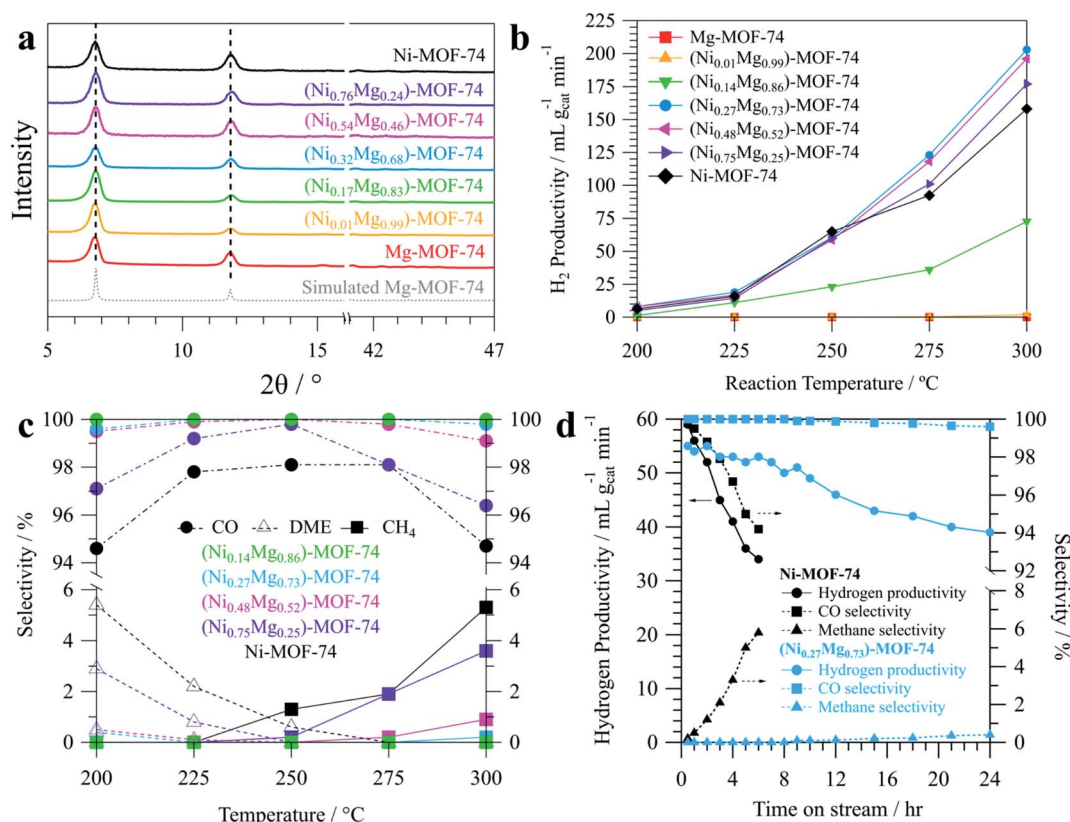 a
Intensity
Ni-MOF-74
(Ni0.76Mg0.24)-MOF-74
(Ni0.54Mg0.46)-MOF-74
(Ni0.32Mg0.68)-MOF-74
(Ni0.17Mg0.83)-MOF-74
(Ni0.01Mg0.99)-MOF-74
Mg-MOF-74
Simulated Mg-MOF-74
5 10 15 42 47
2θ / °
b
H2 Productivity / mL gcat-1 min-1
225
200
175
150
125
100
75
50
25
0
Mg-MOF-74
(Ni0.01Mg0.99)-MOF-74
(Ni0.14Mg0.86)-MOF-74
(Ni0.27Mg0.73)-MOF-74
(Ni0.48Mg0.52)-MOF-74
(Ni0.75Mg0.25)-MOF-74
Ni-MOF-74
200 225 250 275 300
Reaction Temperature / ºC
c
Selectivity / %
100 100
98 98
96 96
94 94
6 6
4 4
2 2
0 0
CO DME CH4
(Ni0.14Mg0.86)-MOF-74
(Ni0.27Mg0.73)-MOF-74
(Ni0.48Mg0.52)-MOF-74
(Ni0.75Mg0.25)-MOF-74
Ni-MOF-74
200 225 250 275 300
Temperature / °C
d
Hydrogen Productivity / mL gcat-1 min-1
60
50
40
30
20
10
0
100
98
96
94
92
8
6
4
2
0
Selectivity / %
Ni-MOF-74
Hydrogen productivity
CO selectivity
Methane selectivity
(Ni0.27Mg0.73)-MOF-74
Hydrogen productivity
CO selectivity
Methane selectivity
0 4 8 12 16 20 24
Time on stream / hr